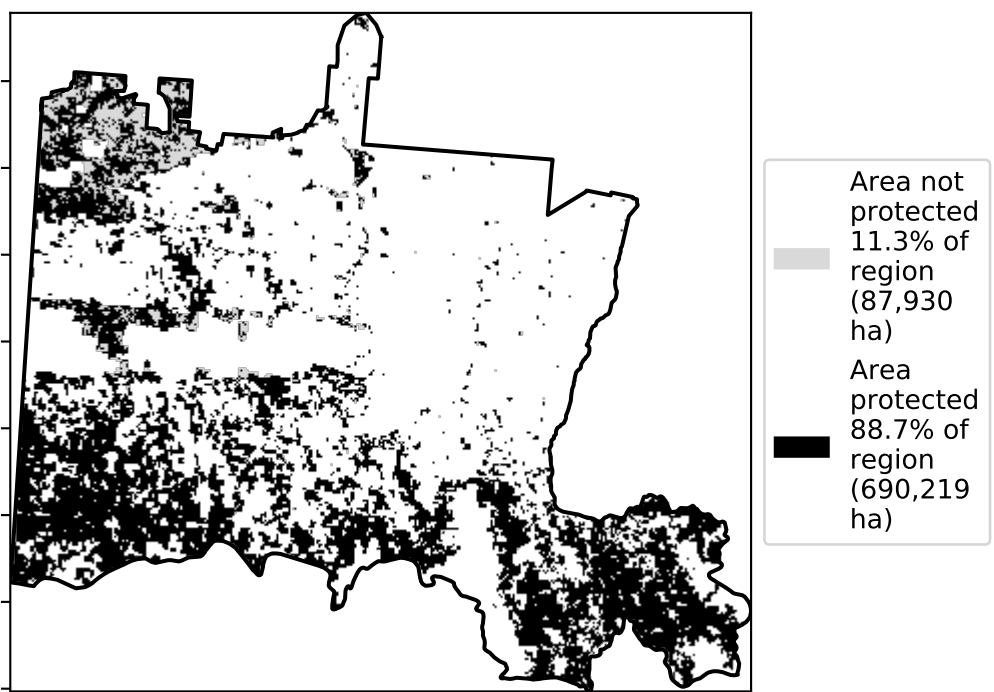 Area not
protected
11.3% of
region
(87,930
ha)
Area
protected
88.7% of
region
(690,219
ha)